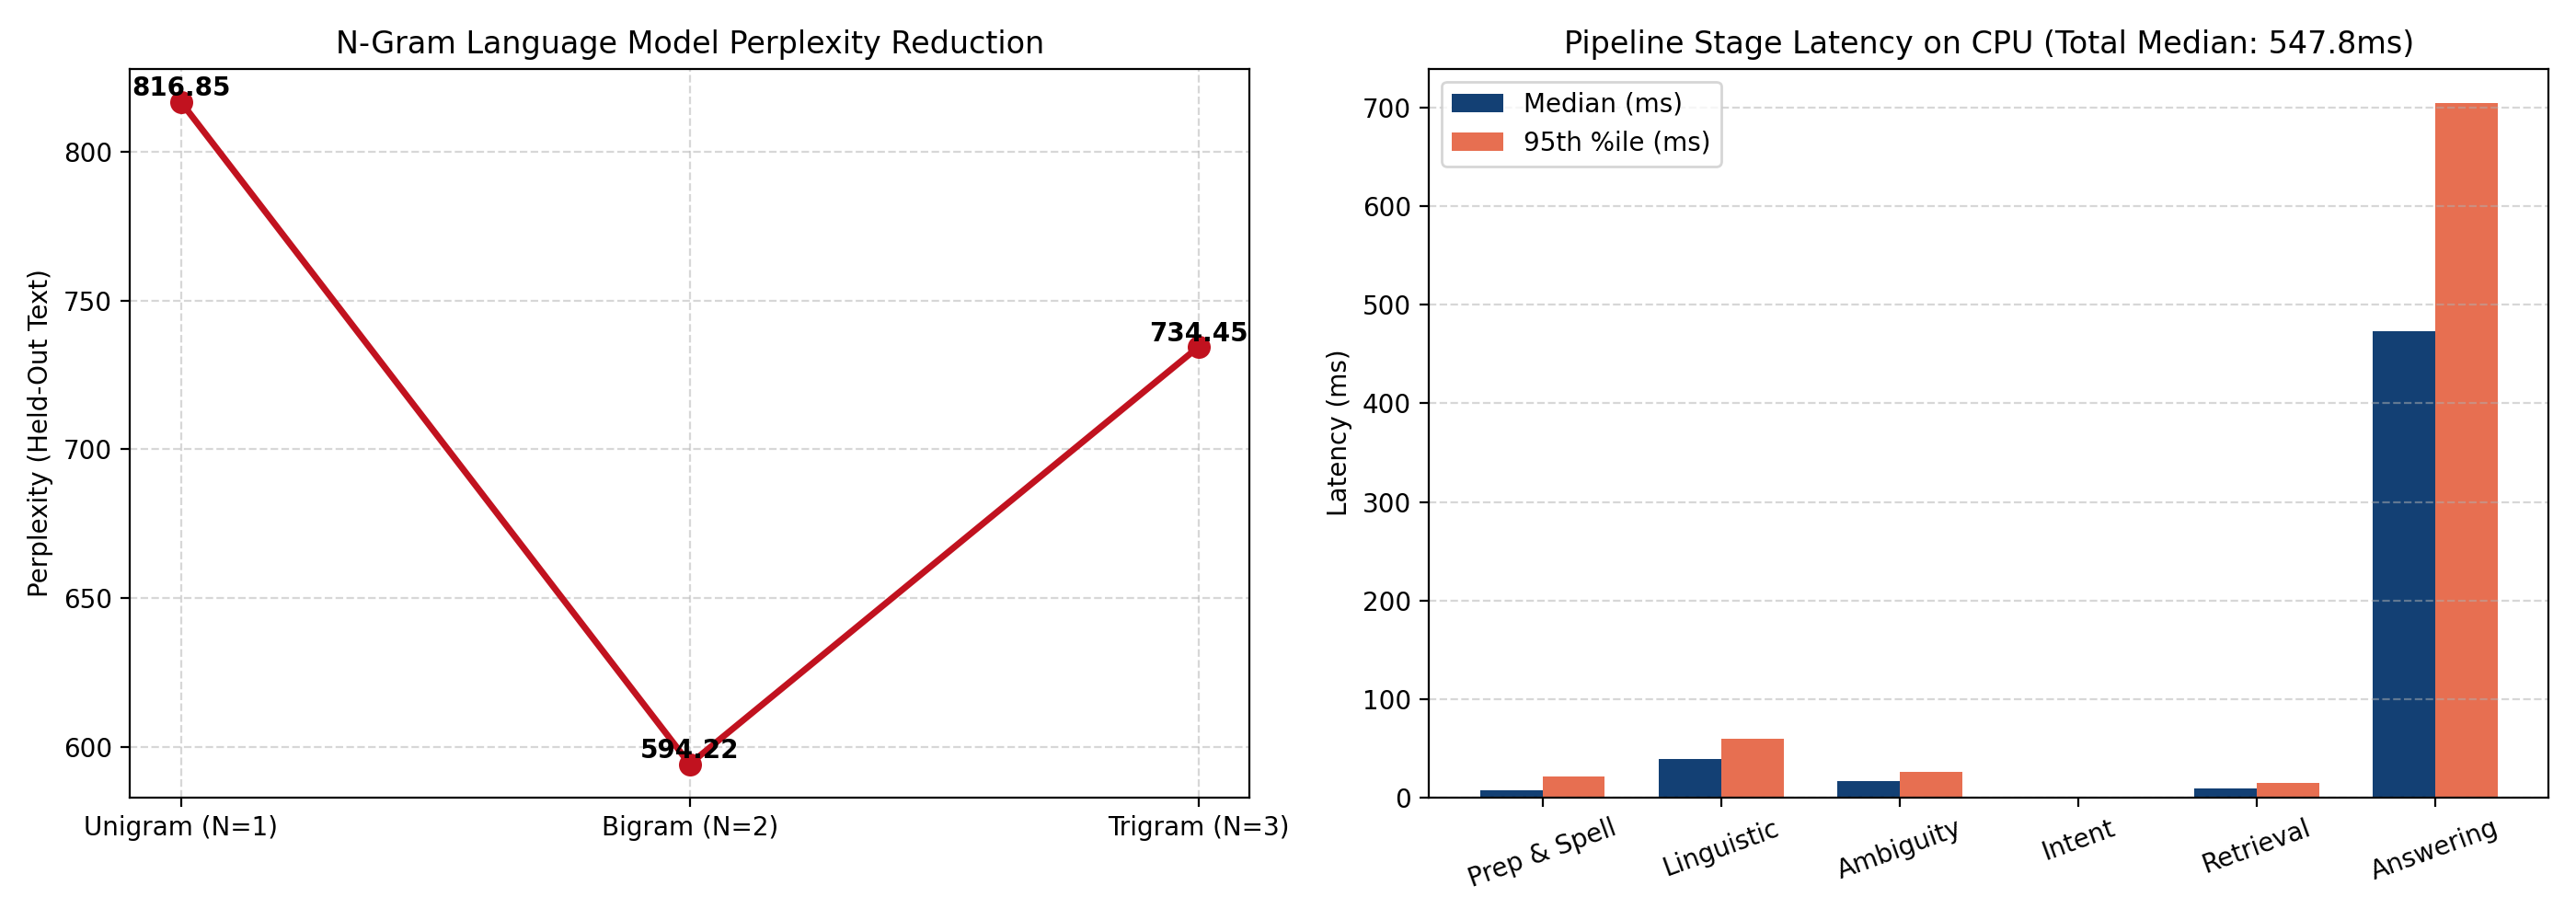 N-Gram Language Model Perplexity Reduction
816.85
734.45
594.22
800
750
700
650
600
Perplexity (Held-Out Text)
Unigram (N=1)
Bigram (N=2)
Trigram (N=3)
Pipeline Stage Latency on CPU (Total Median: 547.8ms)
Median (ms)
95th %ile (ms)
700
600
500
400
300
200
100
0
Latency (ms)
Prep & Spell
Linguistic
Ambiguity
Intent
Retrieval
Answering